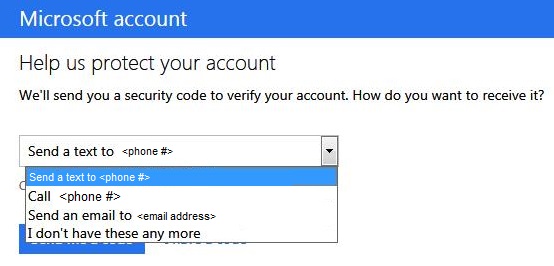 Microsoft account
Help us protect your account
We'll send you a security code to verify your account. How do you want to receive it?
Send a text to <phone #>
Send a text to <phone #>
Call <phone #>
Send an email to <email address>
I don't have these any more